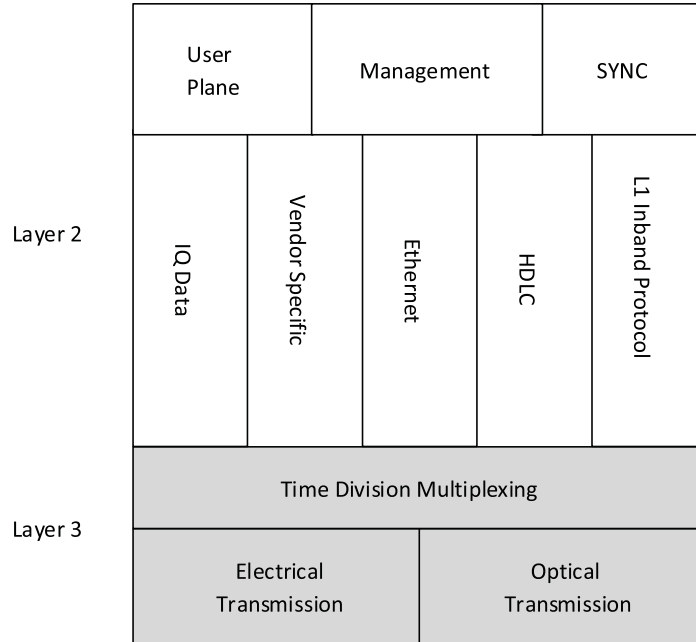 User
Plane
Management
SYNC
Layer 2
IQ Data
Vendor Specific
Ethernet
HDLC
L1 Inband Protocol
Time Division Multiplexing
Layer 3
Electrical
Transmission
Optical
Transmission